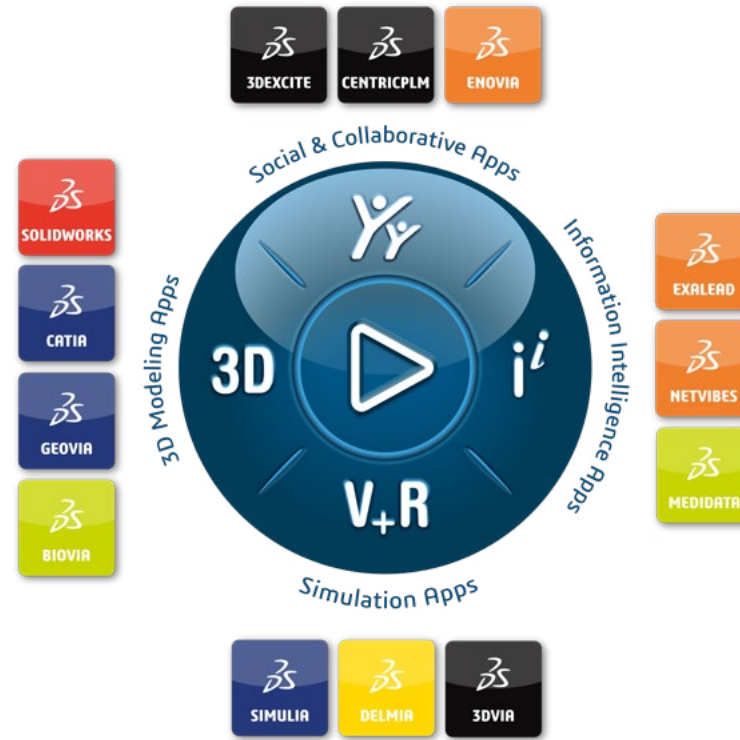 3DEXCITE
CENTRICPLM
ENOVIA
Social & Collaborative Apps
SOLIDWORKS
CATIA
GEOVIA
BIOVIA
3D Modeling Apps
3D
i i
V+R
Information Intelligence Apps
EXALEAD
NETVIBES
MEDIDATA
Simulation Apps
SIMULIA
DELMIA
3DVIA